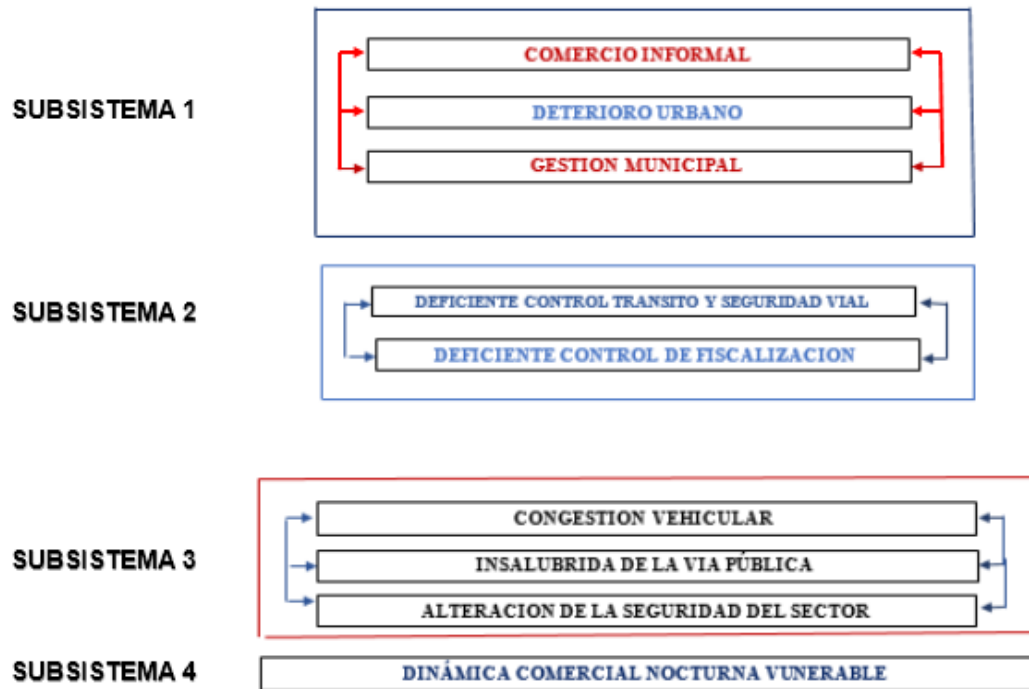 SUBSISTEMA 1
COMERCIO INFORMAL
DETERIORO URBANO
GESTION MUNICIPAL
SUBSISTEMA 2
DEFICIENTE CONTROL TRANSITO Y SEGURIDAD VIAL
DEFICIENTE CONTROL DE FISCALIZACION
SUBSISTEMA 3
CONGESTION VEHICULAR
INSALUBRIDA DE LA VIA PÚBLICA
ALTERACION DE LA SEGURIDAD DEL SECTOR
SUBSISTEMA 4
DINÁMICA COMERCIAL NOCTURNA VUNERABLE